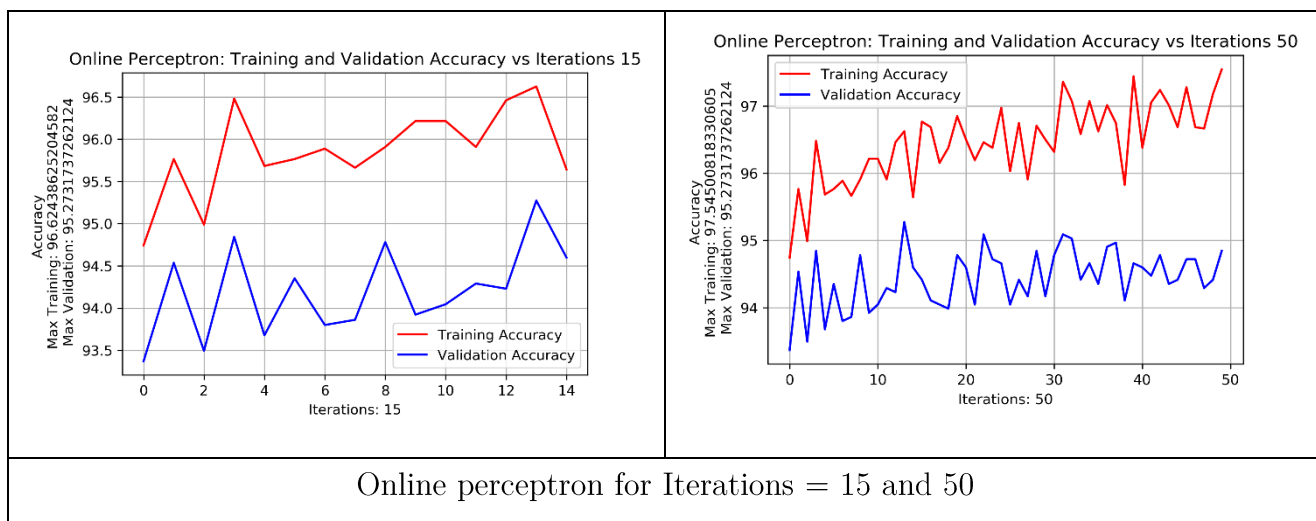 Online Perceptron: Training and Validation Accuracy vs Iterations 15
Accuracy
Max Training: 96.62438625204582
Max Validation: 95.2731737262124
96.5
96.0
95.5
95.0
94.5
94.0
93.5
Training Accuracy
Validation Accuracy
0 2 4 6 8 10 12 14
Iterations: 15
Online Perceptron: Training and Validation Accuracy vs Iterations 50
Accuracy
Max Training: 97.54500818330605
Max Validation: 95.2731737262124
Training Accuracy
Validation Accuracy
97
96
95
94
0 10 20 30 40 50
Iterations: 50
Online perceptron for Iterations = 15 and 50